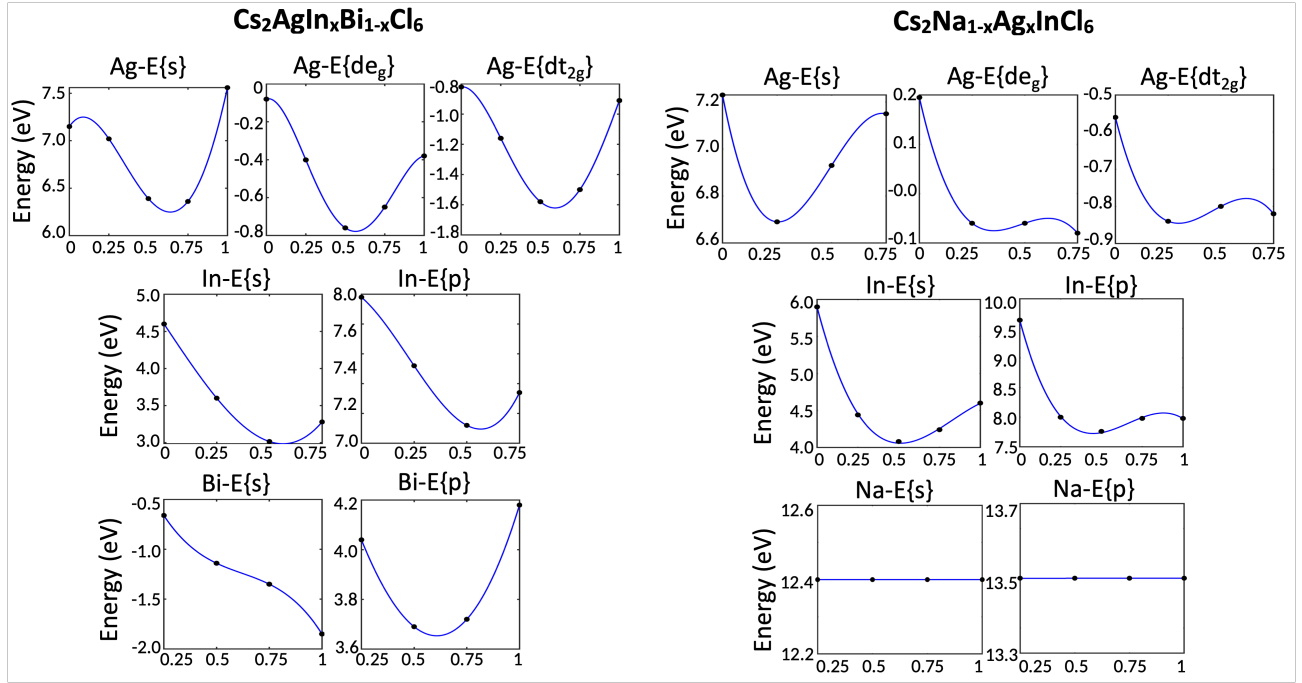 Cs₂AgInₓBi₁₋ₓCl₆
Ag-E{s}
Energy (eV)
7.5
7.0
6.5
6.0
0 0.25 0.5 0.75 1
Ag-E{de_g}
0
-0.2
-0.4
-0.6
-0.8
0 0.25 0.5 0.75 1
Ag-E{dt₂g}
-0.8
-1.0
-1.2
-1.4
-1.6
-1.8
0 0.25 0.5 0.75 1
In-E{s}
Energy (eV)
5.0
4.5
4.0
3.5
3.0
0 0.25 0.5 0.75
In-E{p}
8.0
7.6
7.4
7.2
7.0
0 0.25 0.5 0.75
Bi-E{s}
Energy (eV)
-0.5
-1.0
-1.5
-2.0
0.25 0.5 0.75 1
Bi-E{p}
4.2
4.0
3.8
3.6
0.25 0.5 0.75 1
Cs₂Na₁₋ₓAgₓInCl₆
Ag-E{s}
Energy (eV)
7.2
7.0
6.8
6.6
0 0.25 0.5 0.75
Ag-E{de_g}
0.2
0.1
-0.0
-0.1
0 0.25 0.5 0.75
Ag-E{dt₂g}
-0.5
-0.6
-0.7
-0.8
-0.9
0 0.25 0.5 0.75
In-E{s}
Energy (eV)
6.0
5.5
5.0
4.5
4.0
0 0.25 0.5 0.75 1
In-E{p}
10.0
9.5
9.0
8.5
8.0
7.5
0 0.25 0.5 0.75 1
Na-E{s}
Energy (eV)
12.6
12.4
12.2
0.25 0.5 0.75 1
Na-E{p}
13.7
13.5
13.3
0.25 0.5 0.75 1